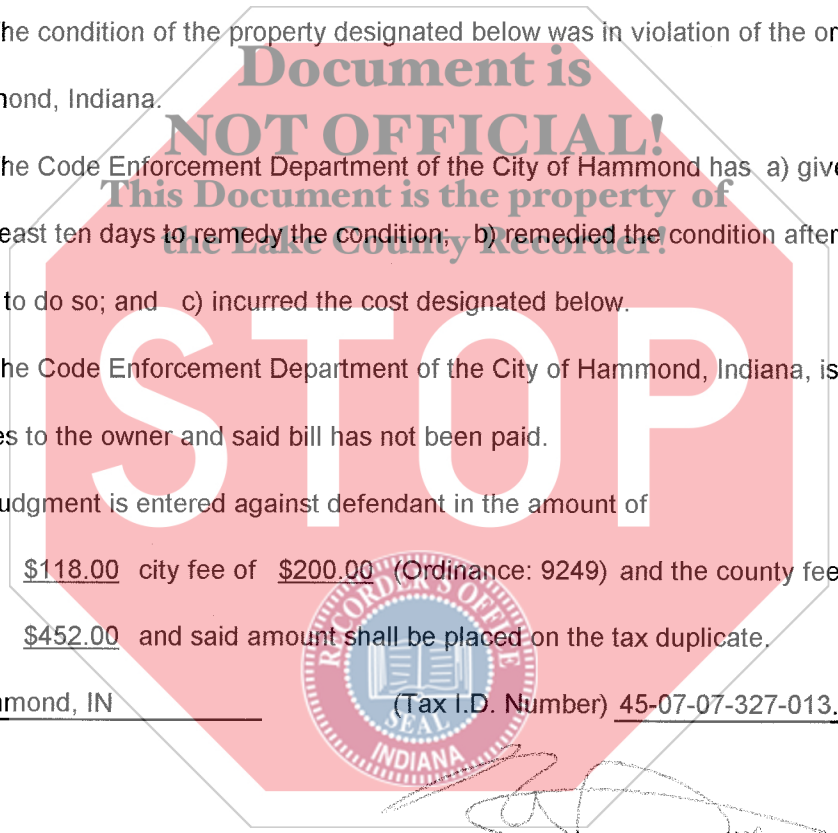 he condition of the property designated below was in violation of the or
Document is
mond, Indiana.
NOT OFFICIAL!
he Code Enforcement Department of the City of Hammond has a) give
This Document is the property of
east ten days to remedy the condition; b) remedied the condition after
the Lake County Recorder!
to do so; and c) incurred the cost designated below.
STOP
he Code Enforcement Department of the City of Hammond, Indiana, is
es to the owner and said bill has not been paid.
udgment is entered against defendant in the amount of
$118.00 city fee of $200.00 (Ordinance: 9249) and the county fee
RECORDER'S OFFICE
$452.00 and said amount shall be placed on the tax duplicate.
mmond, IN (Tax I.D. Number) 45-07-07-327-013.
SEAL
INDIANA